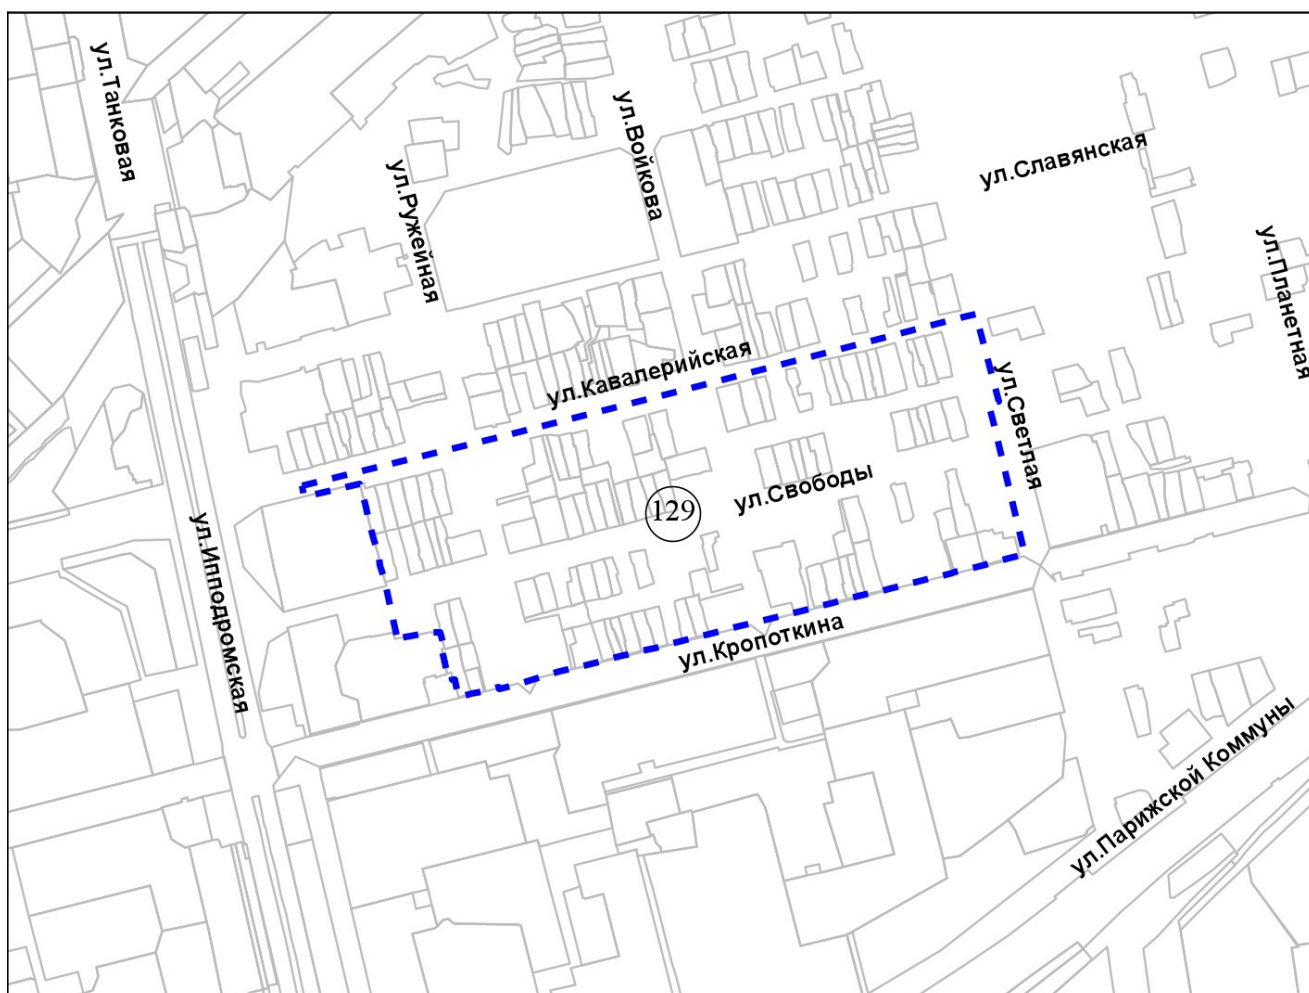 ул.Танковая
ул.Ружейная
ул.Войкова
ул.Славянская
ул.Планетная
ул.Кавалерийская
ул.Светлая
ул.Свободы
129
ул.Ипподромская
ул.Кропоткина
ул.Парижской Коммуны